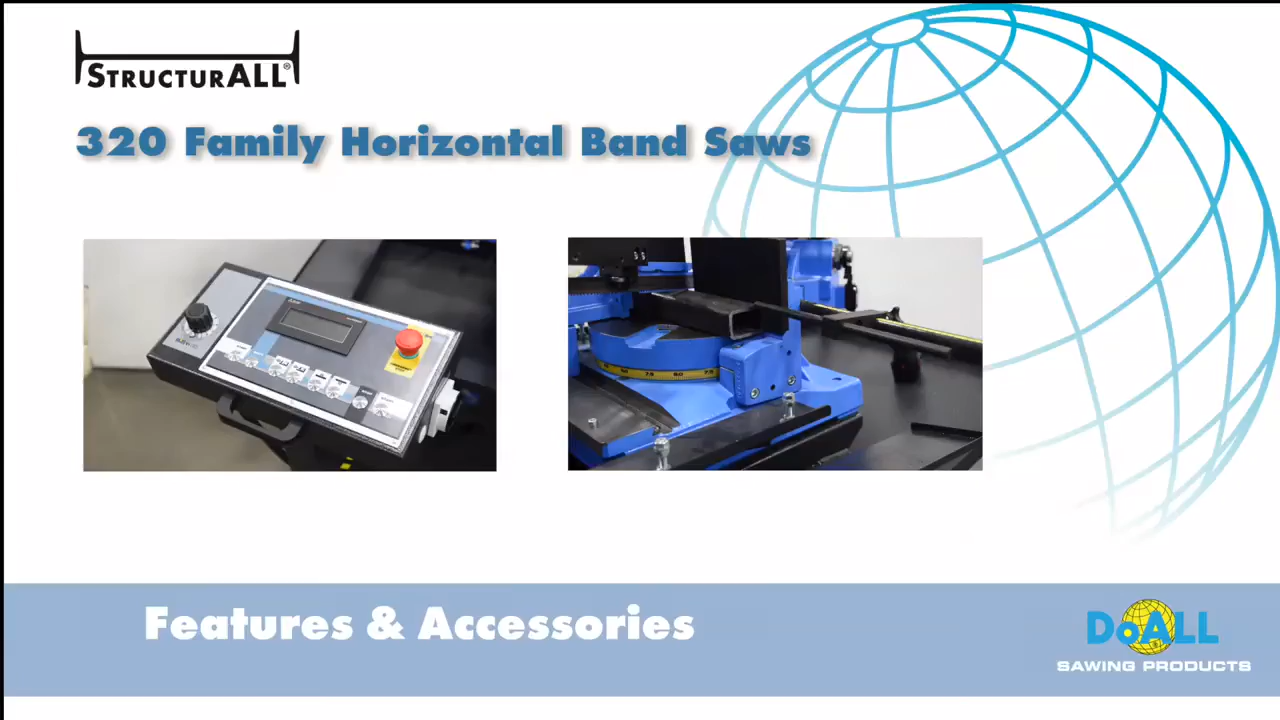 STRUCTURALL®
320 Family Horizontal Band Saws
Features & Accessories
DOALL
SAWING PRODUCTS